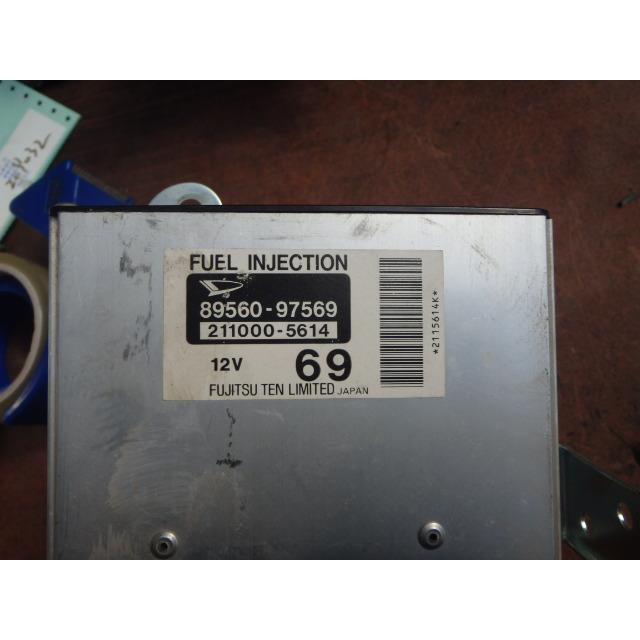 FUEL INJECTION
89560-97569
211000-5614
12V 69
FUJITSU TEN LIMITED JAPAN
*2115614K*